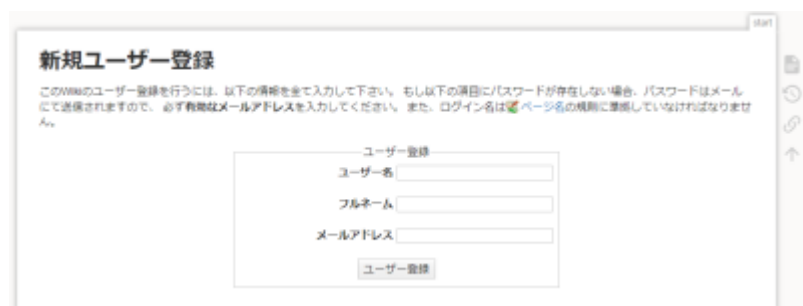 start
新規ユーザー登録
このWikiのユーザー登録を行うには、以下の情報を全て入力して下さい。 もし以下の項目にパスワードが存在しない場合、パスワードはメール
にて送信されますので、 必ず有効なメールアドレスを入力してください。 また、ログイン名はページ名の規則に準拠していなければなりませ
ん。
ユーザー登録
ユーザー名
フルネーム
メールアドレス
ユーザー登録